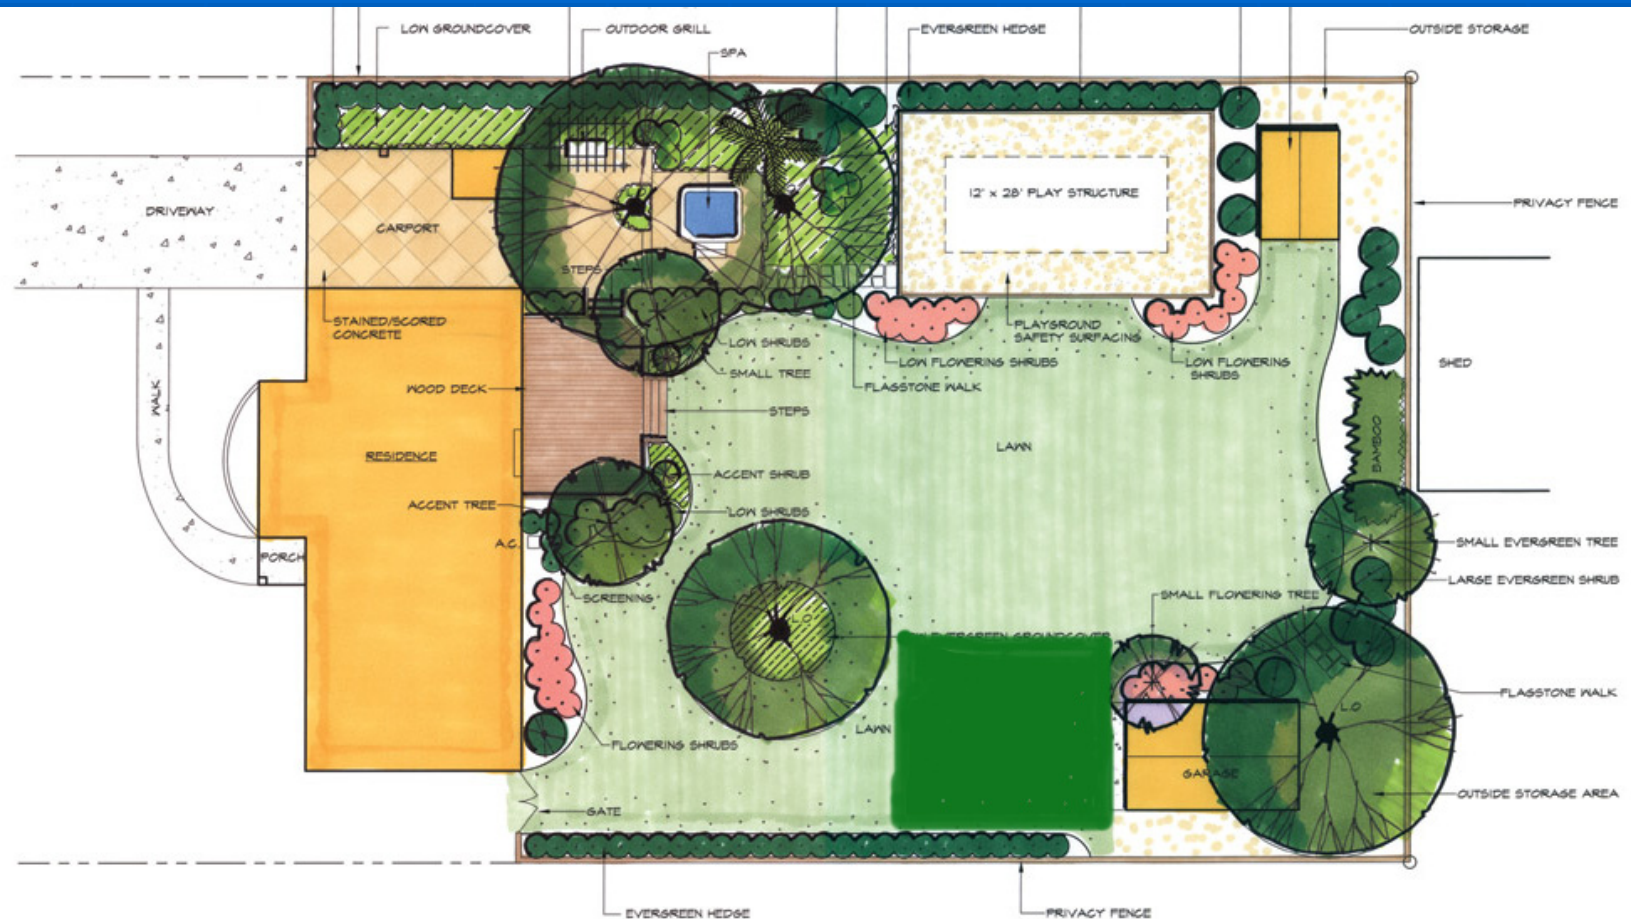 LOW GROUNDCOVER
OUTDOOR GRILL
EVERGREEN HEDGE
OUTSIDE STORAGE
SPA
12' x 28' PLAY STRUCTURE
PRIVACY FENCE
DRIVEWAY
CARPORT
STEPS
STAINED/SCORED
CONCRETE
PLAYGROUND
SAFETY SURFACING
LOW SHRUBS
LOW FLOWERING SHRUBS
LOW FLOWERING
SHRUBS
SHED
SMALL TREE
FLAGSTONE WALK
WOOD DECK
WALK
STEPS
LAWN
BAMBOO
RESIDENCE
ACCENT SHRUB
ACCENT TREE
LOW SHRUBS
A.C.
SMALL EVERGREEN TREE
PORCH
LARGE EVERGREEN SHRUB
SCREENING
SMALL FLOWERING TREE
L.O.
EVERGREEN GROUNDCOVER
FLAGSTONE WALK
L.O
LAWN
FLOWERING SHRUBS
GARAGE
OUTSIDE STORAGE AREA
GATE
EVERGREEN HEDGE
PRIVACY FENCE